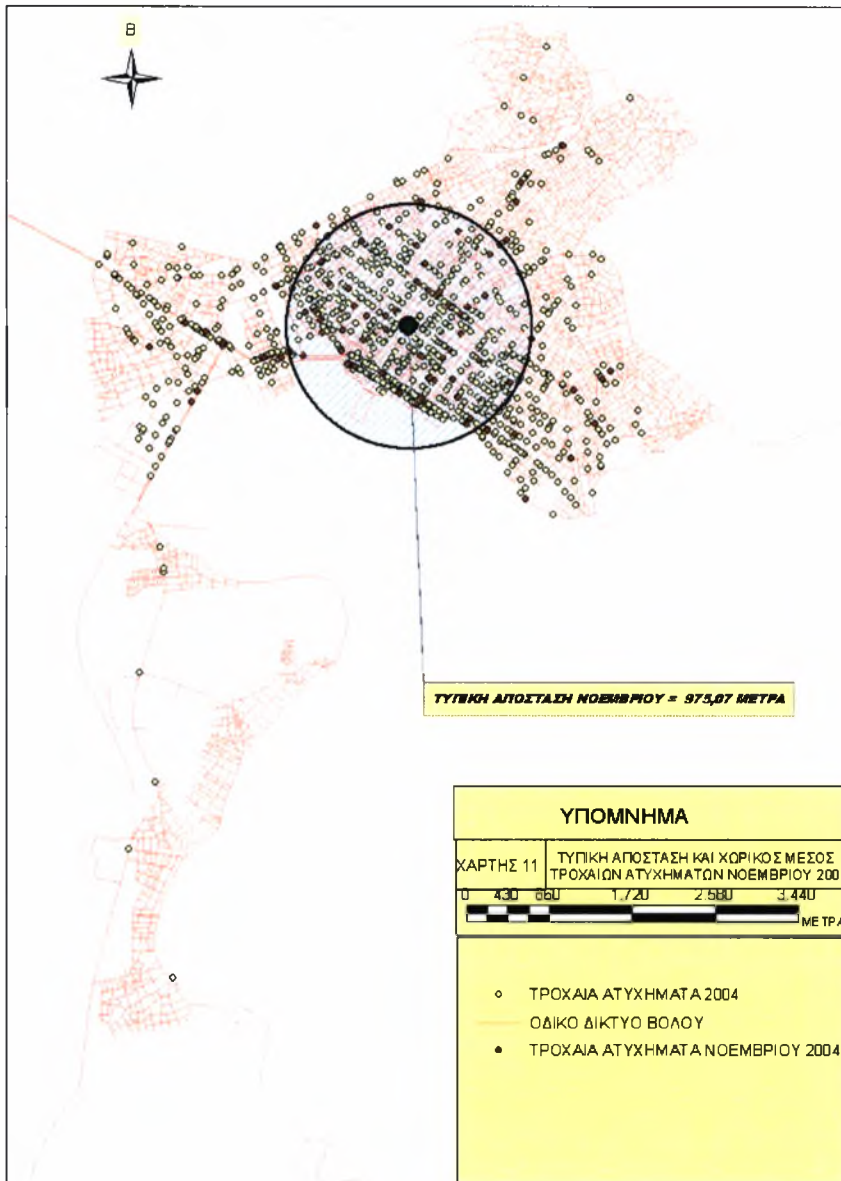 Β
ΤΥΠΙΚΗ ΑΠΟΣΤΑΣΗ ΝΟΕΜΒΡΙΟΥ = 975,07 ΜΕΤΡΑ
ΥΠΟΜΝΗΜΑ
ΧΑΡΤΗΣ 11
ΤΥΠΙΚΗ ΑΠΟΣΤΑΣΗ ΚΑΙ ΧΩΡΙΚΟΣ ΜΕΣΟΣ
ΤΡΟΧΑΙΩΝ ΑΤΥΧΗΜΑΤΩΝ ΝΟΕΜΒΡΙΟΥ 200
0 430 860 1.720 2.580 3.440
ΜΕΤΡΑ
ΤΡΟΧΑΙΑ ΑΤΥΧΗΜΑΤΑ 2004
ΟΔΙΚΟ ΔΙΚΤΥΟ ΒΟΛΟΥ
ΤΡΟΧΑΙΑ ΑΤΥΧΗΜΑΤΑ ΝΟΕΜΒΡΙΟΥ 2004